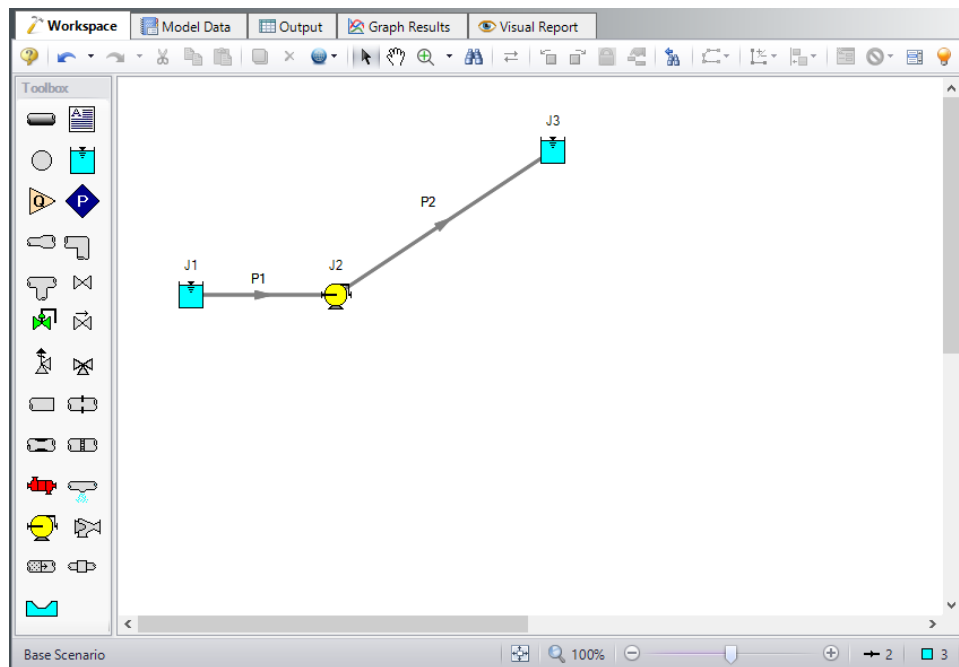 Workspace Model Data Output Graph Results Visual Report
Toolbox
A
Q P
J3
P2
J1 P1 J2
Base Scenario 100% 2 3